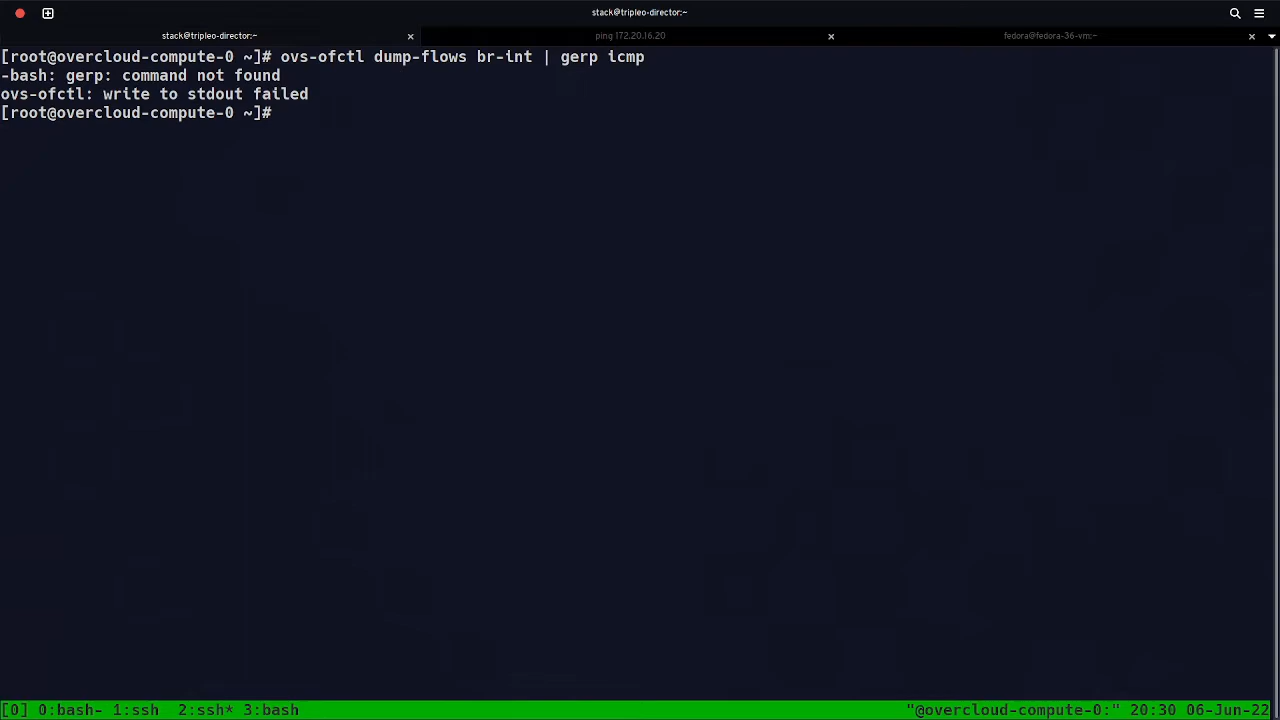 stack@tripleo-director:~
stack@tripleo-director:~
ping 172.20.16.20
fedora@fedora-36-vm:~
[root@overcloud-compute-0 ~]# ovs-ofctl dump-flows br-int | gerp icmp
-bash: gerp: command not found
ovs-ofctl: write to stdout failed
[root@overcloud-compute-0 ~]#
[0] 0:bash- 1:ssh  2:ssh* 3:bash "@overcloud-compute-0:" 20:30 06-Jun-22